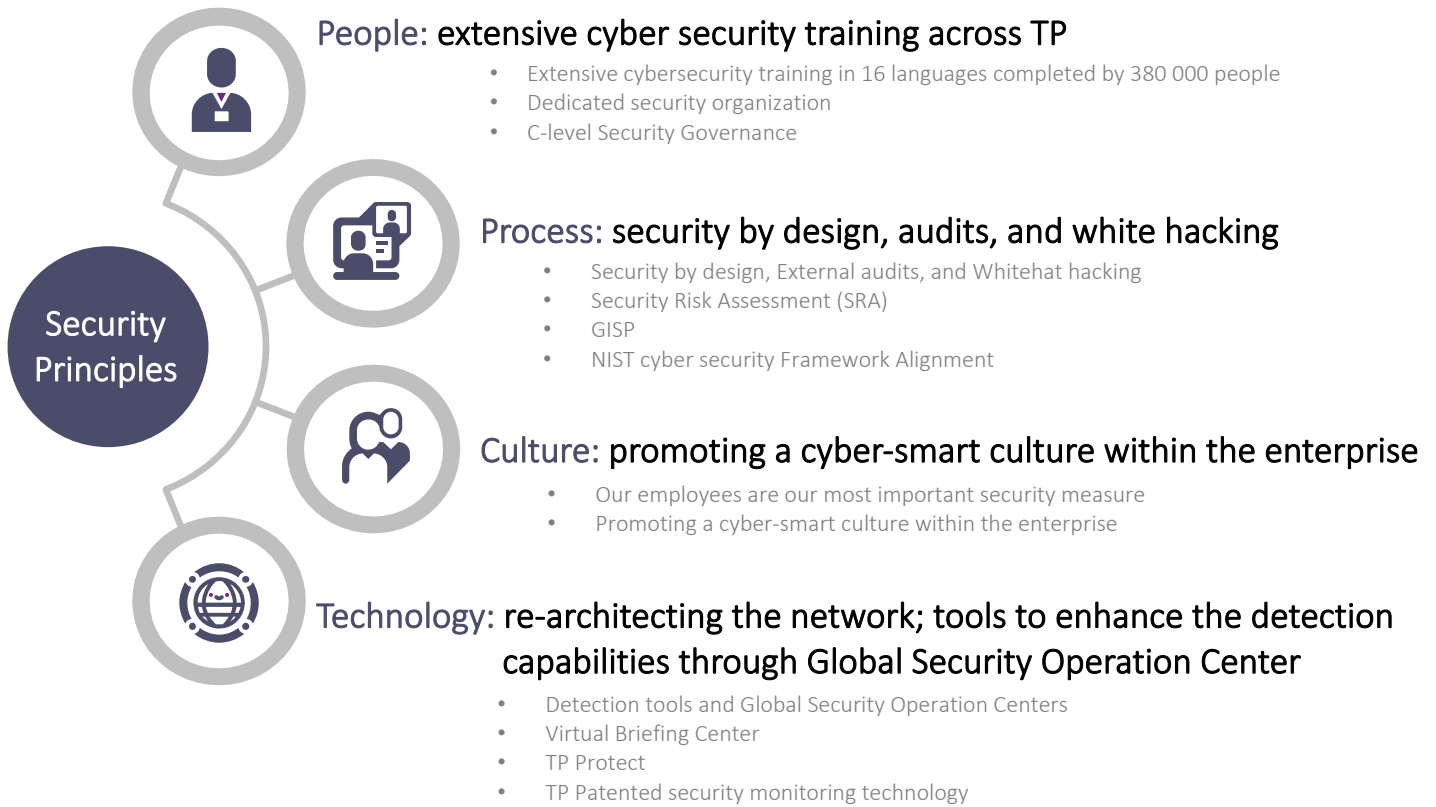 People: extensive cyber security training across TP
• Extensive cybersecurity training in 16 languages completed by 380 000 people
• Dedicated security organization
• C-level Security Governance
Process: security by design, audits, and white hacking
• Security by design, External audits, and Whitehat hacking
• Security Risk Assessment (SRA)
• GISP
• NIST cyber security Framework Alignment
Security
Principles
Culture: promoting a cyber-smart culture within the enterprise
• Our employees are our most important security measure
• Promoting a cyber-smart culture within the enterprise
Technology: re-architecting the network; tools to enhance the detection
capabilities through Global Security Operation Center
• Detection tools and Global Security Operation Centers
• Virtual Briefing Center
• TP Protect
• TP Patented security monitoring technology